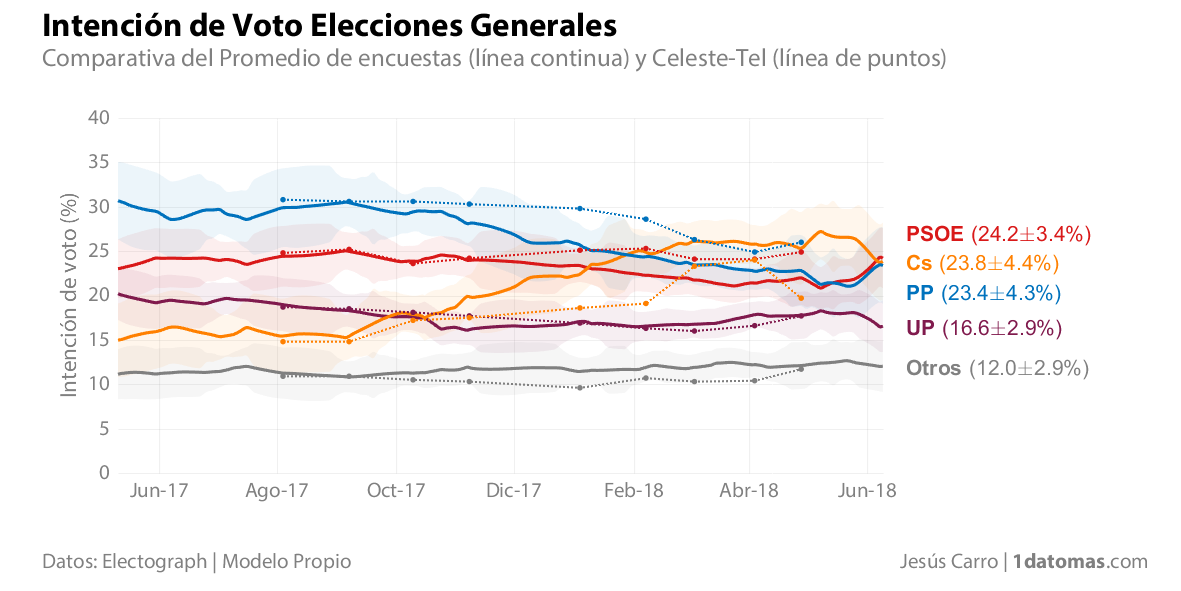 Intención de Voto Elecciones Generales
Comparativa del Promedio de encuestas (línea continua) y Celeste-Tel (línea de puntos)
Intención de voto (%)
40
35
30
25
20
15
10
5
0
Jun-17 Ago-17 Oct-17 Dic-17 Feb-18 Abr-18 Jun-18
PSOE (24.2±3.4%)
Cs (23.8±4.4%)
PP (23.4±4.3%)
UP (16.6±2.9%)
Otros (12.0±2.9%)
Datos: Electograph | Modelo Propio
Jesús Carro | 1datomas.com